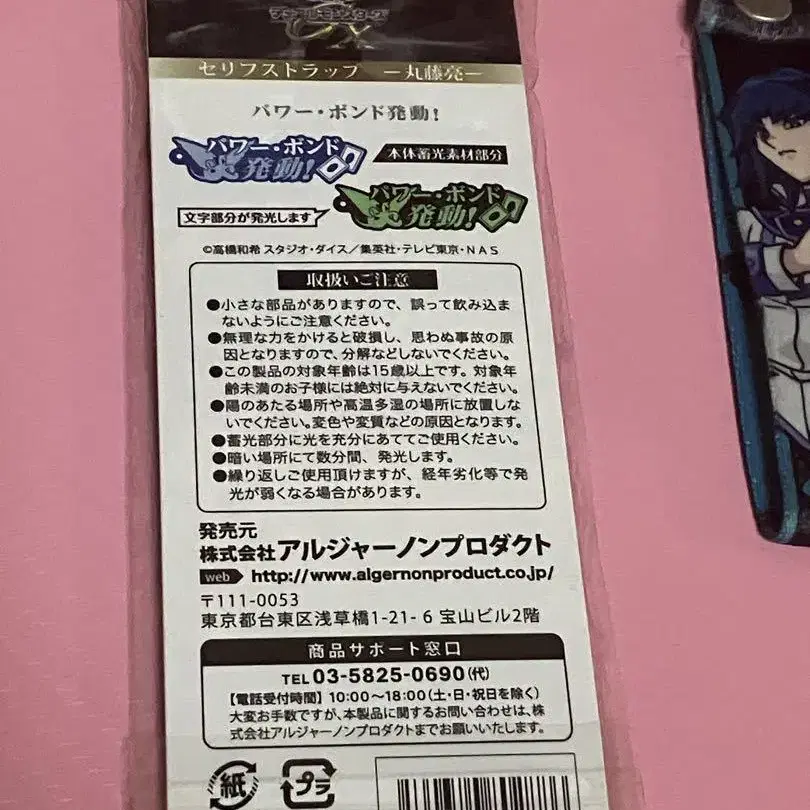 デュエルモンスターズ
GX
セリフストラップ －丸藤亮－
パワー・ボンド発動！
パワー・ボンド
発動！
本体蓄光素材部分
パワー・ボンド
発動！
文字部分が発光します
©高橋和希 スタジオ・ダイス／集英社・テレビ東京・NAS
取扱いご注意
●小さな部品がありますので、誤って飲み込ま
ないようにご注意ください。
●無理な力をかけると破損し、思わぬ事故の原
因となりますので、分解などしないでください。
●この製品の対象年齢は15歳以上です。対象年
齢未満のお子様には絶対に与えないでください。
●陽のあたる場所や高温多湿の場所に放置しな
いでください。変色や変質などの原因となります。
●蓄光部分に光を充分にあててご使用ください。
●暗い場所にて数分間、発光します。
●繰り返しご使用頂けますが、経年劣化等で発
光が弱くなる場合があります。
発売元
株式会社アルジャーノンプロダクト
web http://www.algernonproduct.co.jp/
〒111-0053
東京都台東区浅草橋1-21-6 宝山ビル2階
商品サポート窓口
TEL 03-5825-0690（代）
【電話受付時間】10:00～18:00（土・日・祝日を除く）
大変お手数ですが、本製品に関するお問い合わせは、株
式会社アルジャーノンプロダクトまでお願いいたします。
紙
プラ